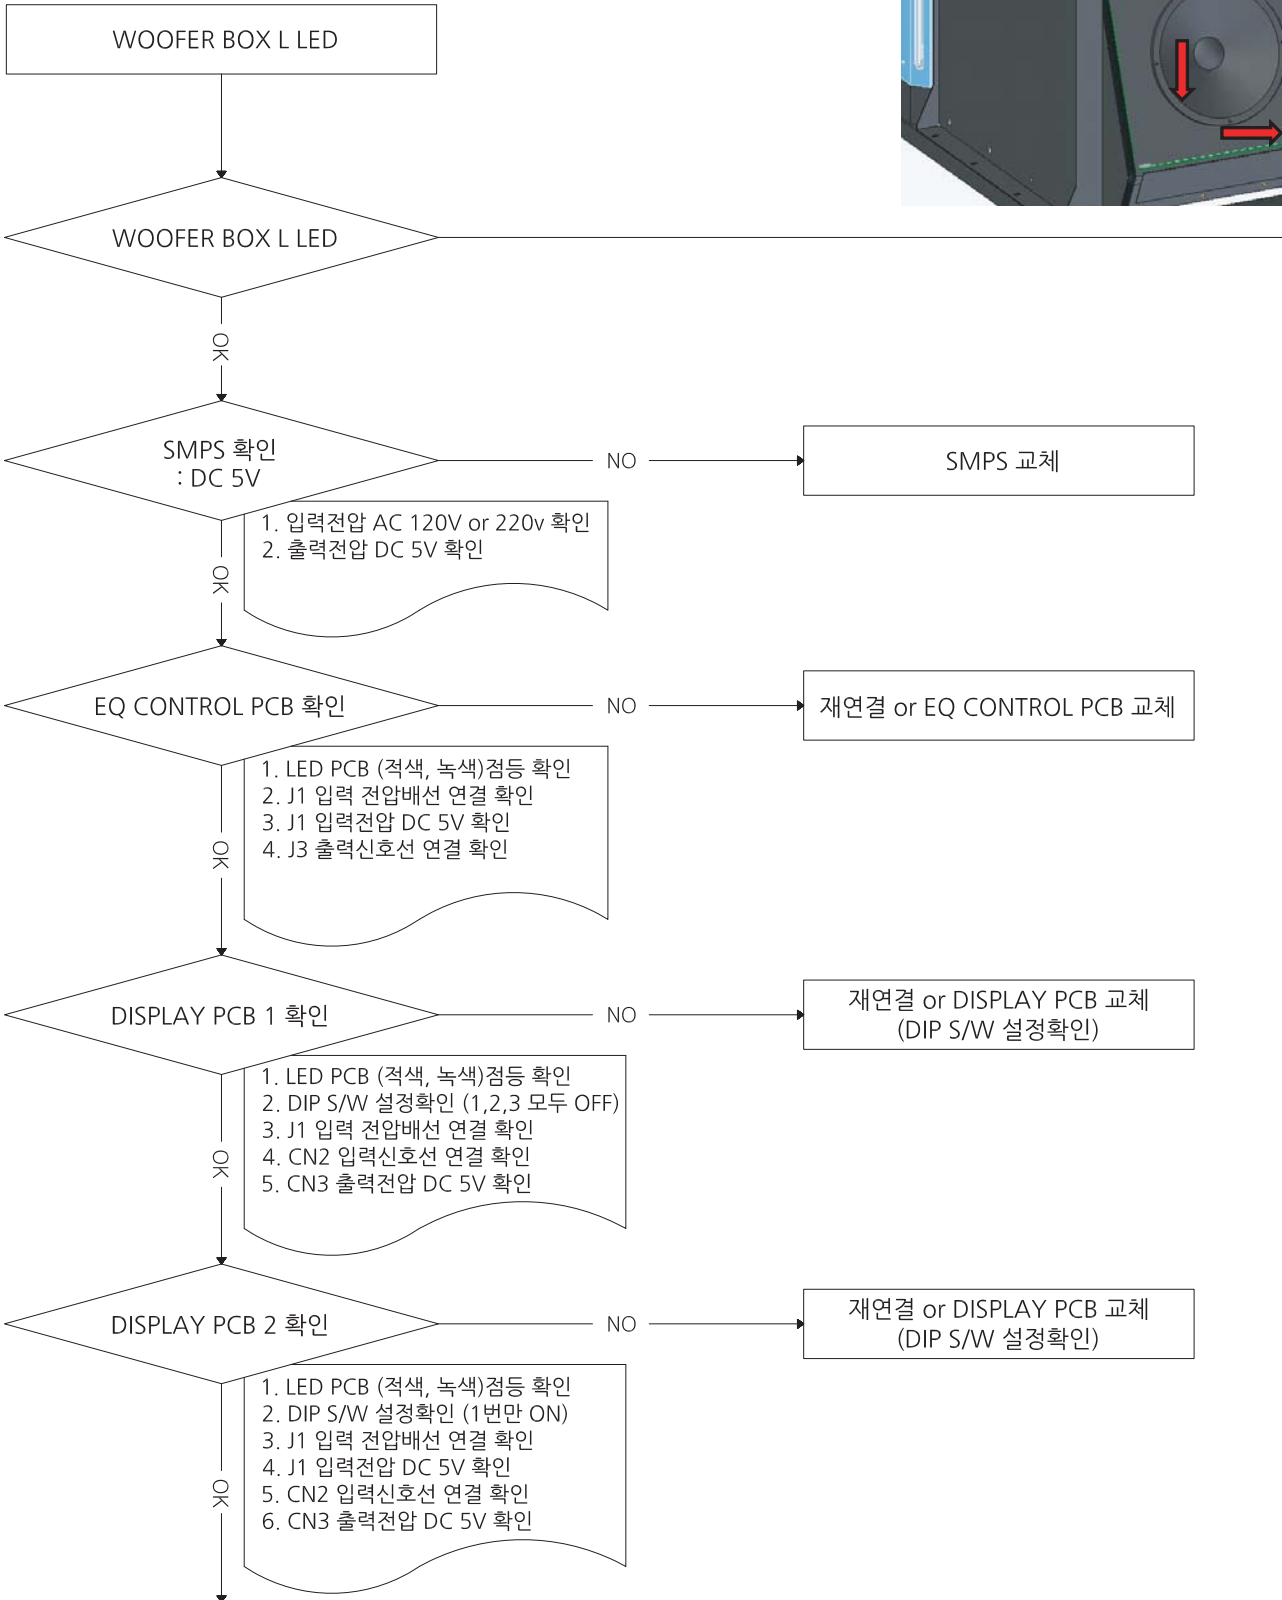 WOOFER BOX L LED
WOOFER BOX L LED
OK
SMPS 확인
: DC 5V
NO
SMPS 교체
1. 입력전압 AC 120V or 220v 확인
2. 출력전압 DC 5V 확인
OK
EQ CONTROL PCB 확인
NO
재연결 or EQ CONTROL PCB 교체
1. LED PCB (적색, 녹색)점등 확인
2. J1 입력 전압배선 연결 확인
3. J1 입력전압 DC 5V 확인
4. J3 출력신호선 연결 확인
OK
DISPLAY PCB 1 확인
NO
재연결 or DISPLAY PCB 교체
(DIP S/W 설정확인)
1. LED PCB (적색, 녹색)점등 확인
2. DIP S/W 설정확인 (1,2,3 모두 OFF)
3. J1 입력 전압배선 연결 확인
4. CN2 입력신호선 연결 확인
5. CN3 출력전압 DC 5V 확인
OK
DISPLAY PCB 2 확인
NO
재연결 or DISPLAY PCB 교체
(DIP S/W 설정확인)
1. LED PCB (적색, 녹색)점등 확인
2. DIP S/W 설정확인 (1번만 ON)
3. J1 입력 전압배선 연결 확인
4. J1 입력전압 DC 5V 확인
5. CN2 입력신호선 연결 확인
6. CN3 출력전압 DC 5V 확인
OK